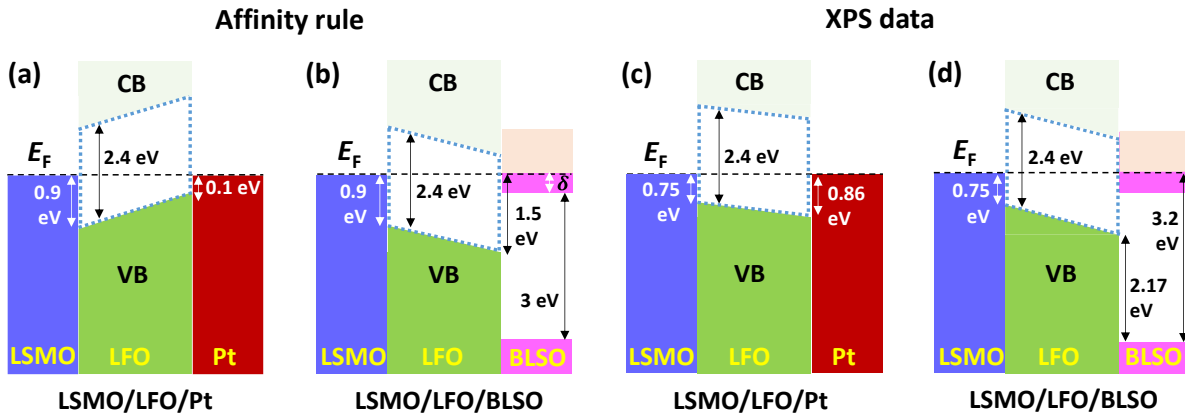 Affinity rule
XPS data
(a)
CB
E_F
2.4 eV
0.9
eV
0.1 eV
VB
LSMO
LFO
Pt
LSMO/LFO/Pt
(b)
CB
E_F
0.9
eV
2.4 eV
δ
1.5
eV
VB
3 eV
LSMO
LFO
BLSO
LSMO/LFO/BLSO
(c)
CB
E_F
2.4 eV
0.75
eV
0.86
eV
VB
LSMO
LFO
Pt
LSMO/LFO/Pt
(d)
CB
E_F
2.4 eV
0.75
eV
3.2
eV
VB
2.17
eV
LSMO
LFO
BLSO
LSMO/LFO/BLSO